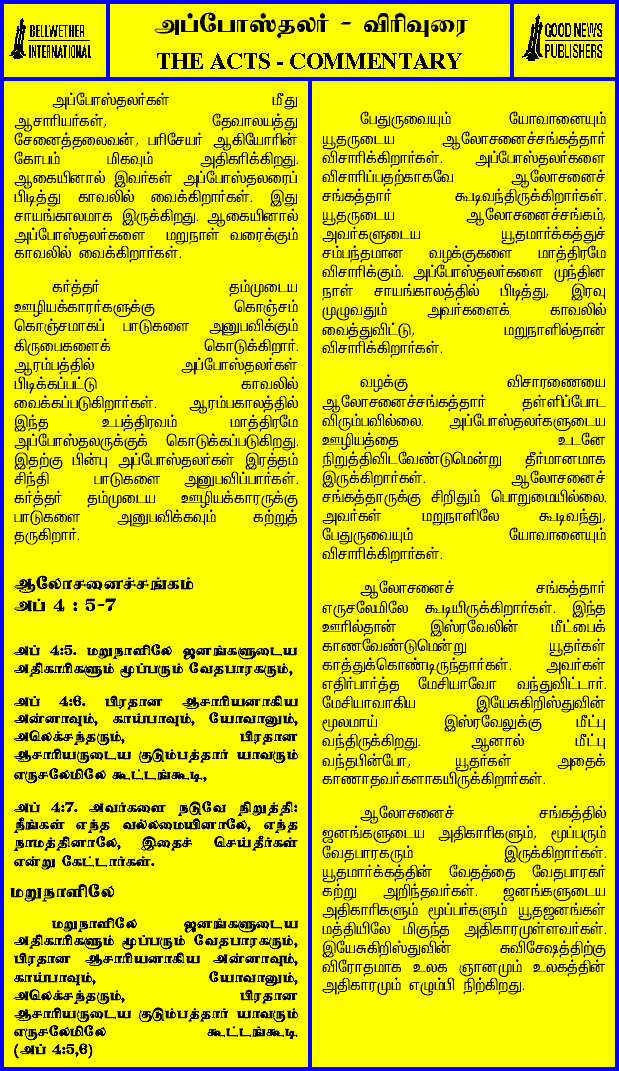 BELLWETHER
INTERNATIONAL
அப்போஸ்தலர் - விரிவுரை
THE ACTS - COMMENTARY
GOOD NEWS
PUBLISHERS
அப்போஸ்தலர்கள் மீது
ஆசாரியர்கள், தேவாலயத்து
சேனைத்தலைவன், பரிசேயர் ஆகியோரின்
கோபம் மிகவும் அதிகரிக்கிறது.
ஆகையினால் இவர்கள் அப்போஸ்தலரைப்
பிடித்து காவலில் வைக்கிறார்கள். இது
சாயங்காலமாக இருக்கிறது. ஆகையினால்
அப்போஸ்தலர்களை மறுநாள் வரைக்கும்
காவலில் வைக்கிறார்கள்.
கர்த்தர் தம்முடைய
ஊழியக்காரர்களுக்கு கொஞ்சம்
கொஞ்சமாகப் பாடுகளை அனுபவிக்கும்
கிருபைகளைக் கொடுக்கிறார்.
ஆரம்பத்தில் அப்போஸ்தலர்கள்
பிடிக்கப்பட்டு காவலில்
வைக்கப்படுகிறார்கள். ஆரம்பகாலத்தில்
இந்த உபத்திரவம் மாத்திரமே
அப்போஸ்தலருக்குக் கொடுக்கப்படுகிறது.
இதற்கு பின்பு அப்போஸ்தலர்கள் இரத்தம்
சிந்தி பாடுகளை அனுபவிப்பார்கள்.
கர்த்தர் தம்முடைய ஊழியக்காரருக்கு
பாடுகளை அனுபவிக்கவும் கற்றுத்
தருகிறார்.
ஆலோசனைச்சங்கம்
அப் 4 : 5-7
அப் 4:5. மறுநாளிலே ஜனங்களுடைய
அதிகாரிகளும் மூப்பரும் வேதபாரகரும்,
அப் 4:6. பிரதான ஆசாரியனாகிய
அன்னாவும், காய்பாவும், யோவானும்,
அலெக்சந்தரும், பிரதான
ஆசாரியருடைய குடும்பத்தார் யாவரும்
எருசலேமிலே கூட்டங்கூடி,
அப் 4:7. அவர்களை நடுவே நிறுத்தி:
நீங்கள் எந்த வல்லமையினாலே, எந்த
நாமத்தினாலே, இதைச் செய்தீர்கள்
என்று கேட்டார்கள்.
மறுநாளிலே
மறுநாளிலே ஜனங்களுடைய
அதிகாரிகளும் மூப்பரும் வேதபாரகரும்,
பிரதான ஆசாரியனாகிய அன்னாவும்,
காய்பாவும், யோவானும்,
அலெக்சந்தரும், பிரதான
ஆசாரியருடைய குடும்பத்தார் யாவரும்
எருசலேமிலே கூட்டங்கூடி
(அப் 4:5,6)
பேதுருவையும் யோவானையும்
யூதருடைய ஆலோசனைச்சங்கத்தார்
விசாரிக்கிறார்கள். அப்போஸ்தலர்களை
விசாரிப்பதற்காகவே ஆலோசனைச்
சங்கத்தார் கூடிவந்திருக்கிறார்கள்.
யூதருடைய ஆலோசனைச்சங்கம்,
அவர்களுடைய யூதமார்க்கத்துச்
சம்பந்தமான வழக்குகளை மாத்திரமே
விசாரிக்கும். அப்போஸ்தலர்களை முந்தின
நாள் சாயங்காலத்தில் பிடித்து, இரவு
முழுவதும் அவர்களைக் காவலில்
வைத்துவிட்டு, மறுநாளில்தான்
விசாரிக்கிறார்கள்.
வழக்கு விசாரணையை
ஆலோசனைச்சங்கத்தார் தள்ளிப்போட
விரும்பவில்லை. அப்போஸ்தலர்களுடைய
ஊழியத்தை உடனே
நிறுத்திவிடவேண்டுமென்று தீர்மானமாக
இருக்கிறார்கள். ஆலோசனைச்
சங்கத்தாருக்கு சிறிதும் பொறுமையில்லை.
அவர்கள் மறுநாளிலே கூடிவந்து,
பேதுருவையும் யோவானையும்
விசாரிக்கிறார்கள்.
ஆலோசனைச் சங்கத்தார்
எருசலேமிலே கூடியிருக்கிறார்கள். இந்த
ஊரில்தான் இஸ்ரவேலின் மீட்பைக்
காணவேண்டுமென்று யூதர்கள்
காத்துக்கொண்டிருந்தார்கள். அவர்கள்
எதிர்பார்த்த மேசியாவோ வந்துவிட்டார்.
மேசியாவாகிய இயேசுகிறிஸ்துவின்
மூலமாய் இஸ்ரவேலுக்கு மீட்பு
வந்திருக்கிறது. ஆனால் மீட்பு
வந்தபின்போ, யூதர்கள் அதைக்
காணாதவர்களாகயிருக்கிறார்கள்.
ஆலோசனைச் சங்கத்தில்
ஜனங்களுடைய அதிகாரிகளும், மூப்பரும்
வேதபாரகரும் இருக்கிறார்கள்.
யூதமார்க்கத்தின் வேதத்தை வேதபாரகர்
கற்று அறிந்தவர்கள். ஜனங்களுடைய
அதிகாரிகளும் மூப்பர்களும் யூதஜனங்கள்
மத்தியிலே மிகுந்த அதிகாரமுள்ளவர்கள்.
இயேசுகிறிஸ்துவின் சுவிசேஷத்திற்கு
விரோதமாக உலக ஞானமும் உலகத்தின்
அதிகாரமும் எழும்பி நிற்கிறது.